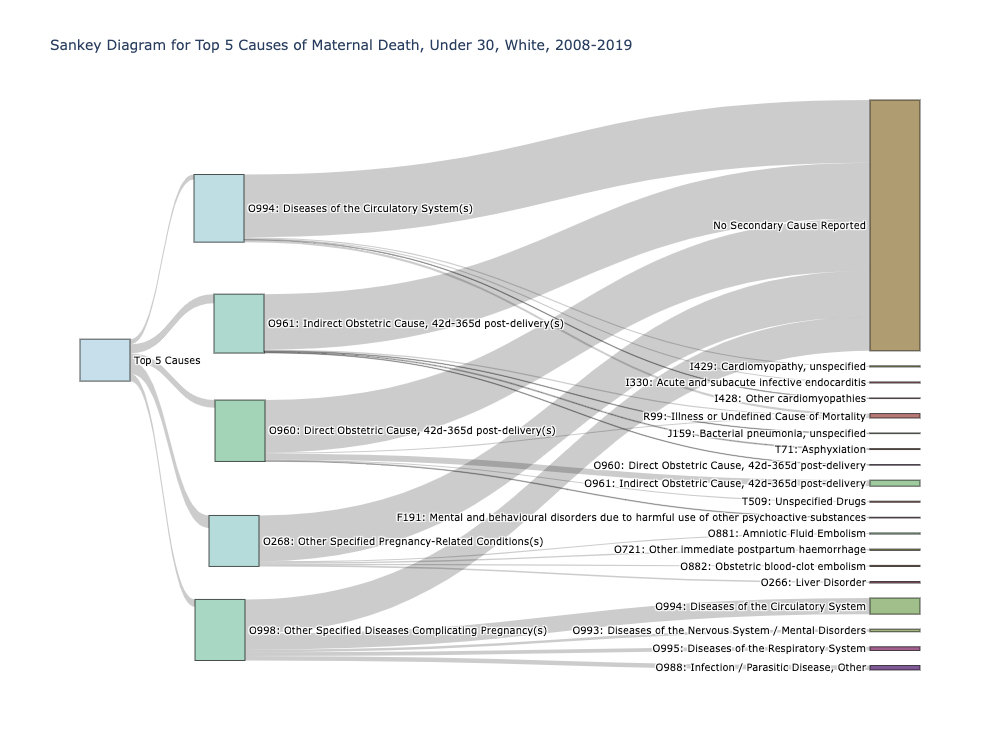 Sankey Diagram for Top 5 Causes of Maternal Death, Under 30, White, 2008-2019
O994: Diseases of the Circulatory System(s)
No Secondary Cause Reported
O961: Indirect Obstetric Cause, 42d-365d post-delivery(s)
Top 5 Causes
I429: Cardiomyopathy, unspecified
I330: Acute and subacute infective endocarditis
I428: Other cardiomyopathies
R99: Illness or Undefined Cause of Mortality
O960: Direct Obstetric Cause, 42d-365d post-delivery(s)
J159: Bacterial pneumonia, unspecified
T71: Asphyxiation
O960: Direct Obstetric Cause, 42d-365d post-delivery
O961: Indirect Obstetric Cause, 42d-365d post-delivery
T509: Unspecified Drugs
F191: Mental and behavioural disorders due to harmful use of other psychoactive substances
O881: Amniotic Fluid Embolism
O268: Other Specified Pregnancy-Related Conditions(s)
O721: Other immediate postpartum haemorrhage
O882: Obstetric blood-clot embolism
O266: Liver Disorder
O994: Diseases of the Circulatory System
O998: Other Specified Diseases Complicating Pregnancy(s)
O993: Diseases of the Nervous System / Mental Disorders
O995: Diseases of the Respiratory System
O988: Infection / Parasitic Disease, Other